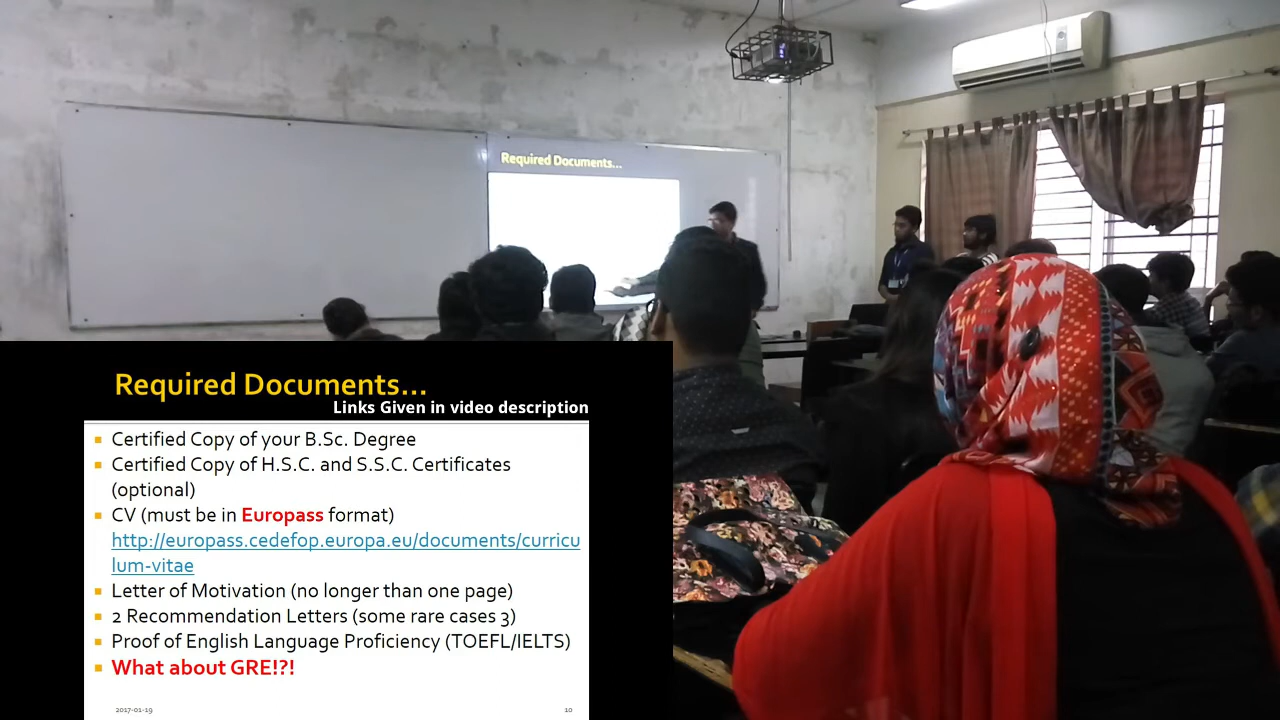 Required Documents...
Required Documents...
Links Given in video description
Certified Copy of your B.Sc. Degree
Certified Copy of H.S.C. and S.S.C. Certificates
(optional)
CV (must be in Europass format)
http://europass.cedefop.europa.eu/documents/curricu
lum-vitae
Letter of Motivation (no longer than one page)
2 Recommendation Letters (some rare cases 3)
Proof of English Language Proficiency (TOEFL/IELTS)
What about GRE!?!
2017-01-19
10